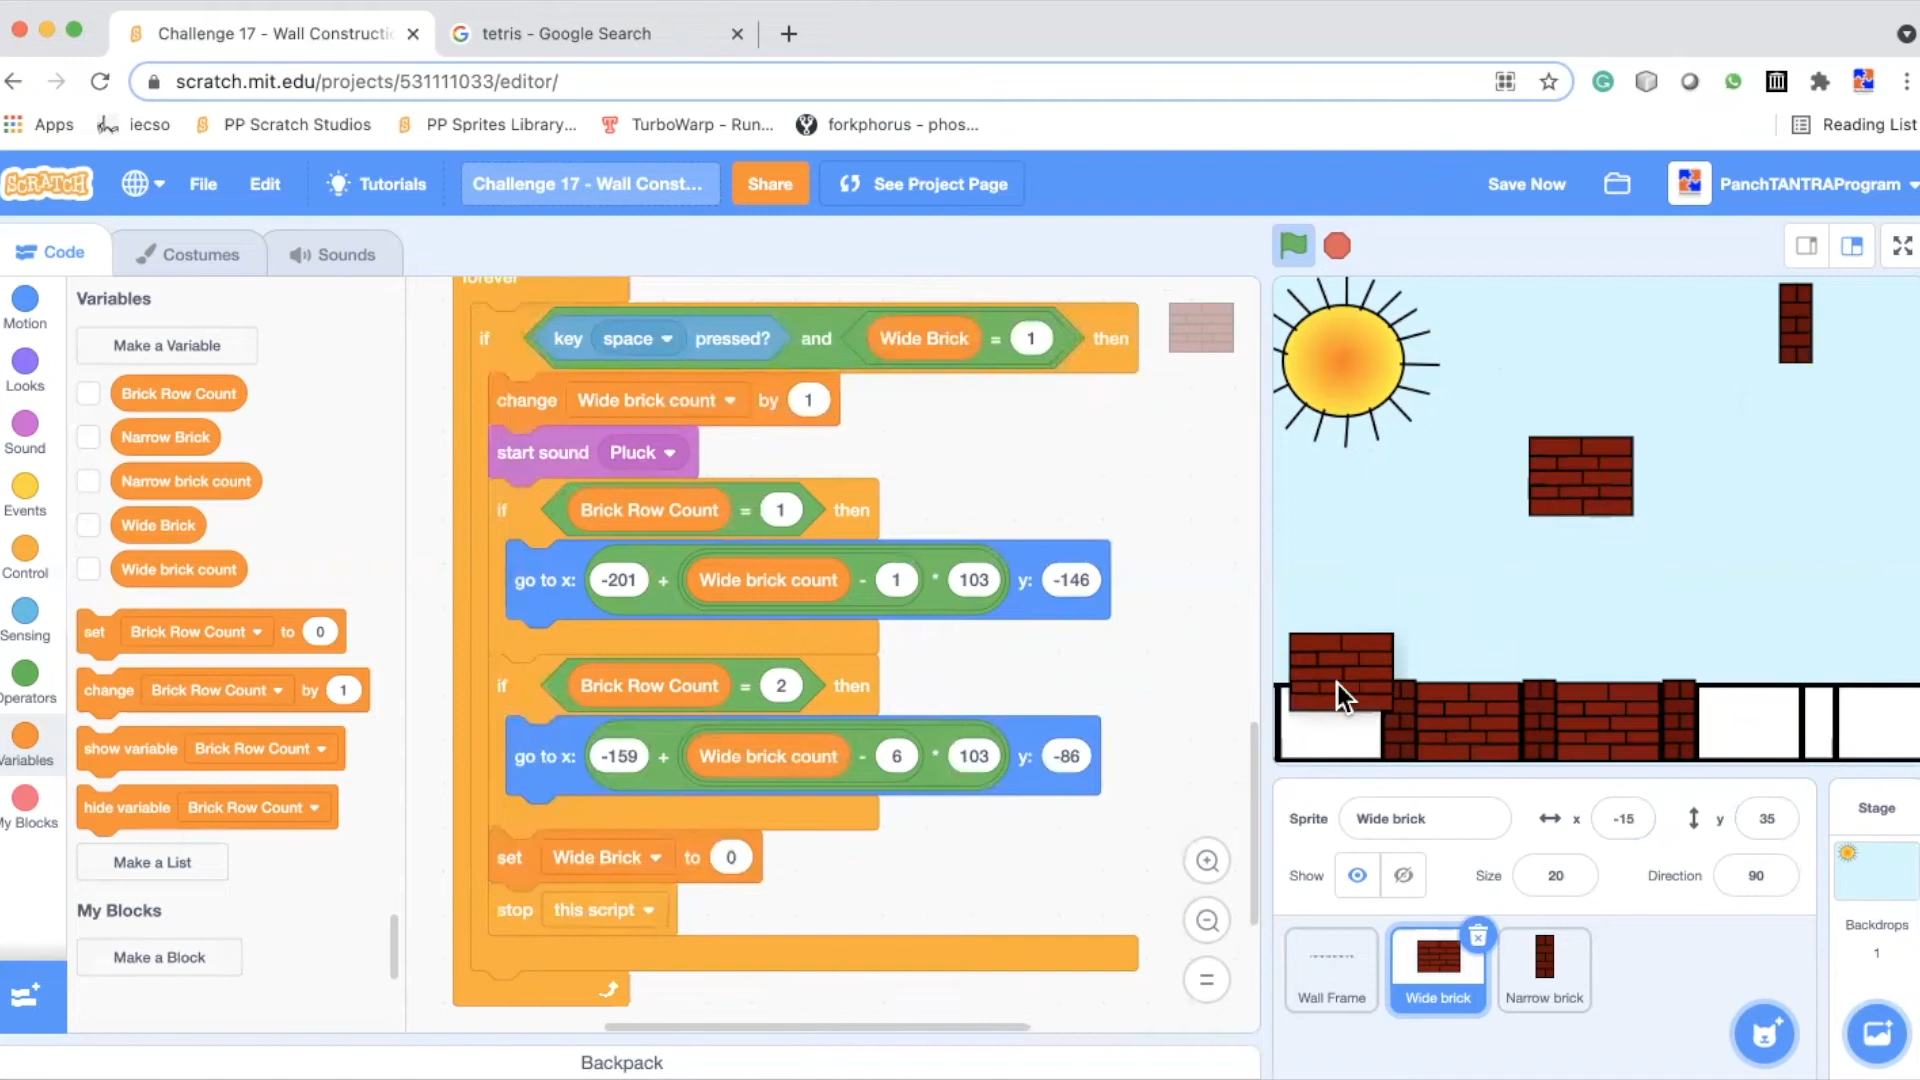 Challenge 17 - Wall Constructi
tetris - Google Search
scratch.mit.edu/projects/531111033/editor/
Apps
iecso
PP Scratch Studios
PP Sprites Library...
TurboWarp - Run...
forkphorus - phos...
Reading List
SCRATCH
File
Edit
Tutorials
Challenge 17 - Wall Const...
Share
See Project Page
Save Now
PanchTANTRAProgram
Code
Costumes
Sounds
Motion
Looks
Sound
Events
Control
Sensing
Operators
Variables
My Blocks
Variables
Make a Variable
Brick Row Count
Narrow Brick
Narrow brick count
Wide Brick
Wide brick count
set Brick Row Count to 0
change Brick Row Count by 1
show variable Brick Row Count
hide variable Brick Row Count
Make a List
My Blocks
Make a Block
forever
if key space pressed? and Wide Brick = 1 then
change Wide brick count by 1
start sound Pluck
if Brick Row Count = 1 then
go to x: -201 + Wide brick count - 1 * 103 y: -146
if Brick Row Count = 2 then
go to x: -159 + Wide brick count - 6 * 103 y: -86
set Wide Brick to 0
stop this script
Backpack
Sprite Wide brick x -15 y 35
Show Size 20 Direction 90
Wall Frame
Wide brick
Narrow brick
Stage
Backdrops
1